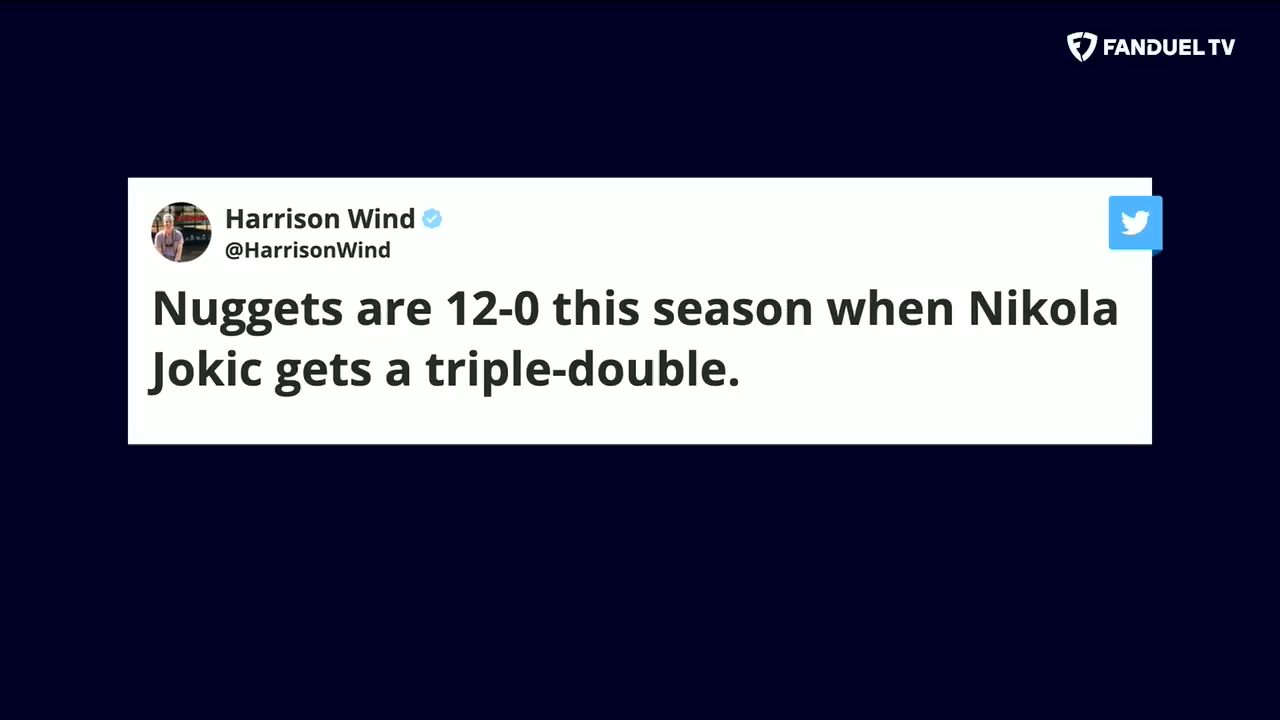 FANDUEL TV
Harrison Wind
@HarrisonWind
Nuggets are 12-0 this season when Nikola
Jokic gets a triple-double.